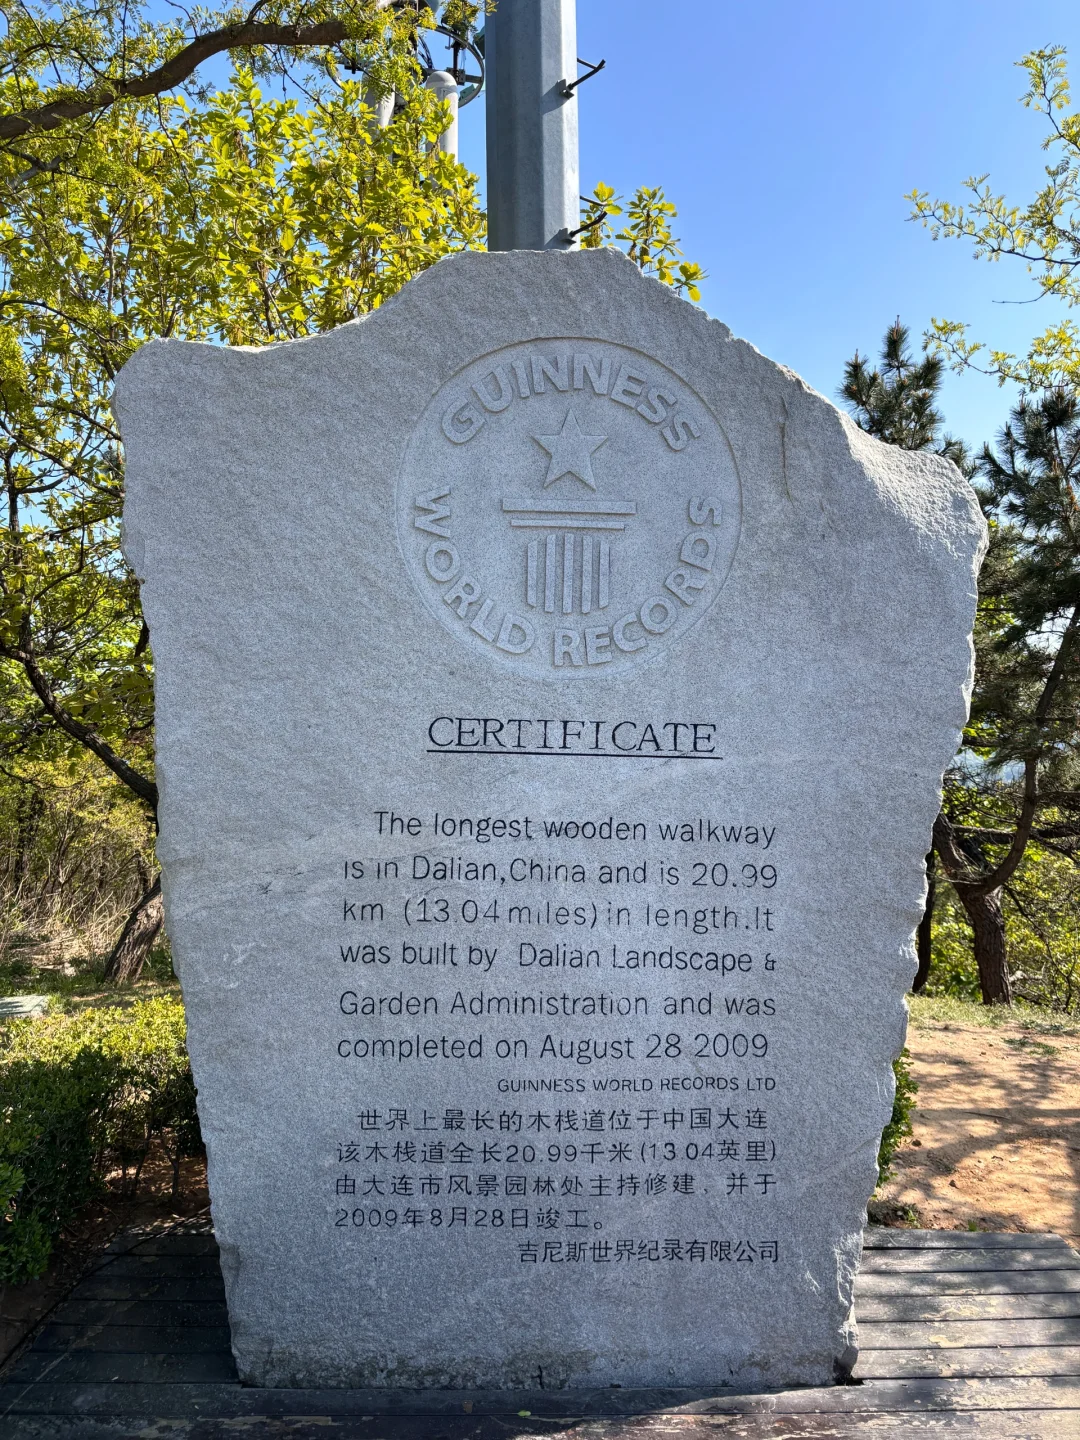 GUINNESS
WORLD RECORDS
CERTIFICATE
The longest wooden walkway
is in Dalian,China and is 20.99
km (13.04miles)in length.It
was built by Dalian Landscape &
Garden Administration and was
completed on August 28 2009
GUINNESS WORLD RECORDS LTD
世界上最长的木栈道位于中国大连
该木栈道全长20.99千米(13 04英里)
由大连市风景园林处主持修建，并于
2009年8月28日竣工。
吉尼斯世界纪录有限公司